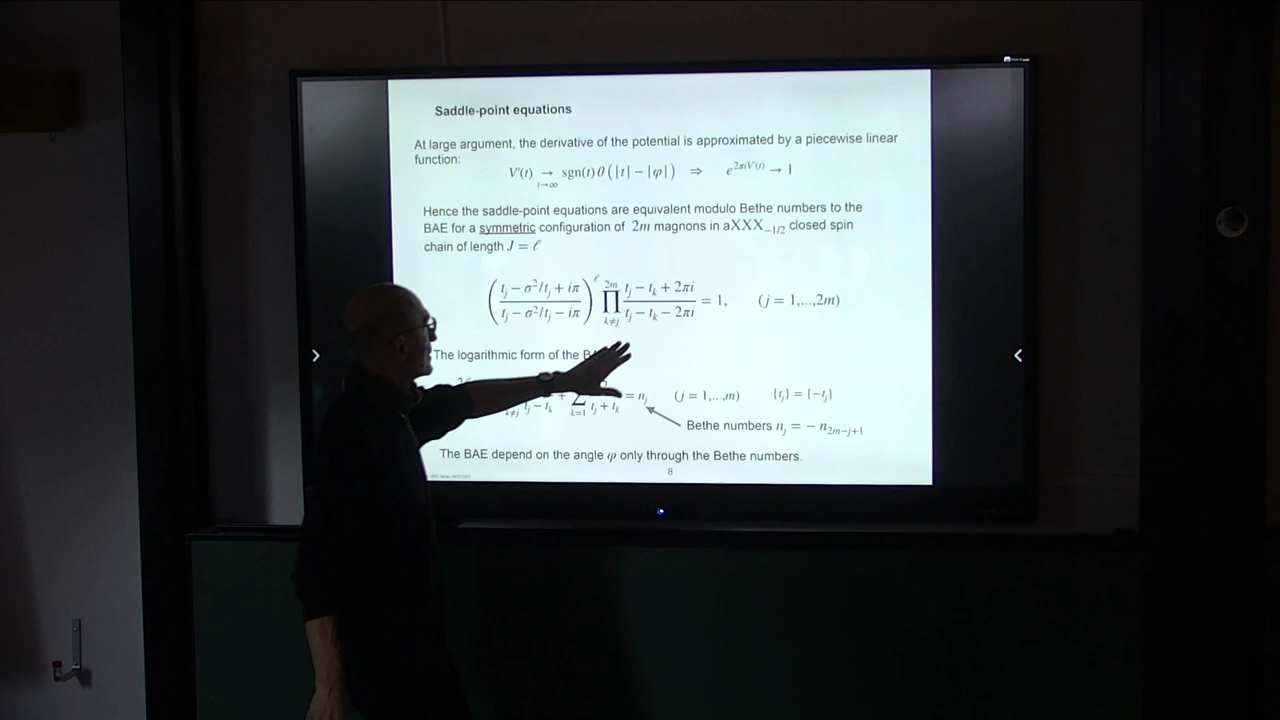 Saddle-point equations
At large argument, the derivative of the potential is approximated by a piecewise linear
function:
V'(t) → sgn(t) θ ( |t| − |φ| ) ⇒ e^{2πiV(t)} → 1
t→∞
Hence the saddle-point equations are equivalent modulo Bethe numbers to the
BAE for a symmetric configuration of 2m magnons in aXXX_{−1/2} closed spin
chain of length J = ℓ
( (t_j − σ²/t_j + iπ) / (t_j − σ²/t_j − iπ) )^ℓ ∏_{k≠j}^{2m} (t_j − t_k + 2πi) / (t_j − t_k − 2πi) = 1, (j = 1,...,2m)
The logarithmic form of the
k≠j t_j − t_k + ∑_{k=1} t_j + t_k = n_j (j = 1,...,m) {t_j} = {−t_j}
Bethe numbers n_j = − n_{2m−j+1}
The BAE depend on the angle φ only through the Bethe numbers.
8